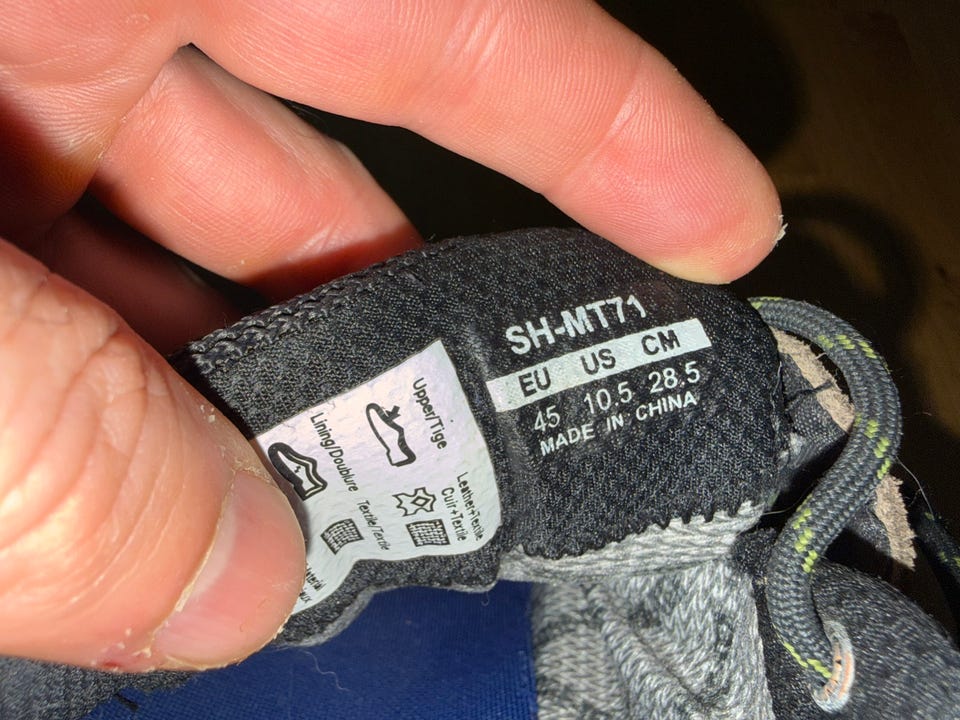 SH-MT71
EU US CM
45 10.5 28.5
MADE IN CHINA
Upper/Tige
Leather+Textile
Cuir+Textile
Lining/Doublure
Textile/Textile